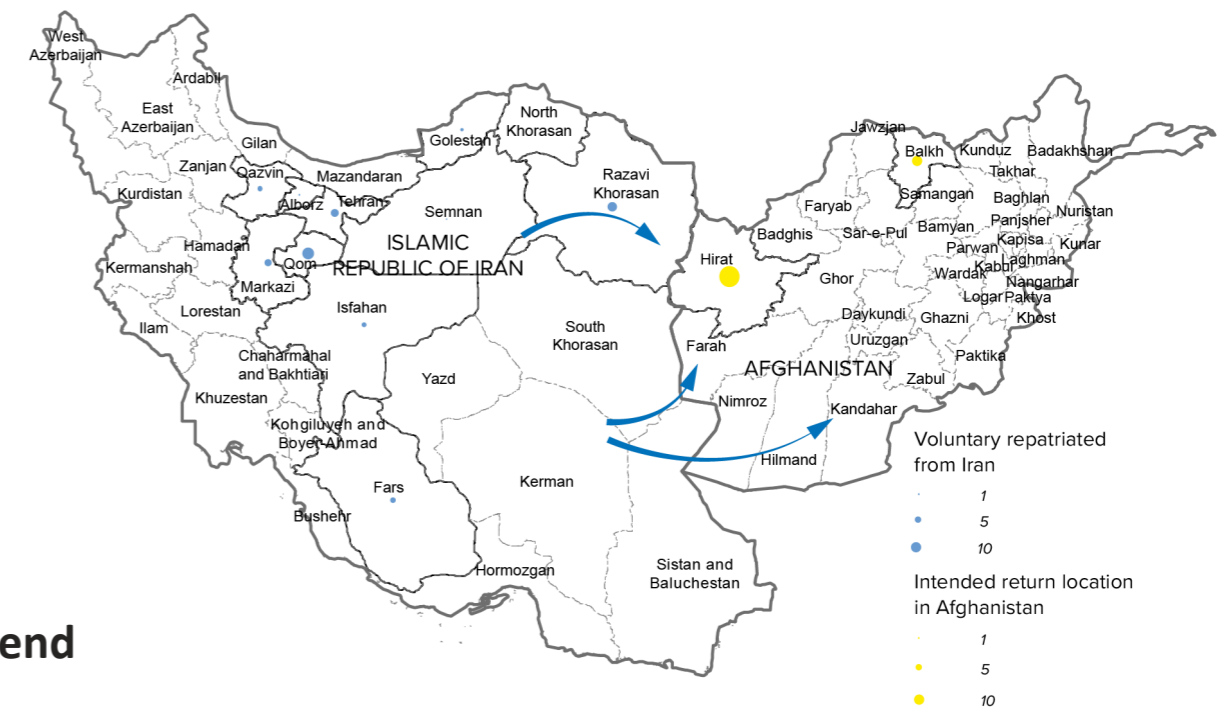 West
Azerbaijan
Ardabil
East
Azerbaijan
Gilan
Zanjan
Qazvin
Mazandaran
Golestan
North
Khorasan
Razavi
Khorasan
Kurdistan
Alborz
Tehran
Semnan
Hamadan
Qom
ISLAMIC
REPUBLIC OF IRAN
Kermanshah
Markazi
Lorestan
Isfahan
Ilam
South
Khorasan
Chaharmahal
and Bakhtiari
Yazd
Khuzestan
Kohgiluyeh and
Boyer-Ahmad
Kerman
Fars
Bushehr
Hormozgan
Sistan and
Baluchestan
Jawzjan
Balkh
Kunduz
Badakhshan
Takhar
Samangan
Baghlan
Faryab
Panjsher
Nuristan
Badghis
Sar-e-Pul
Bamyan
Parwan
Kapisa
Kunar
Hirat
Ghor
Wardak
Kabul
Laghman
Nangarhar
Logar
Paktya
Daykundi
Ghazni
Khost
Uruzgan
Farah
AFGHANISTAN
Paktika
Zabul
Nimroz
Kandahar
Hilmand
Voluntary repatriated
from Iran
1
5
10
Intended return location
in Afghanistan
1
5
10
end